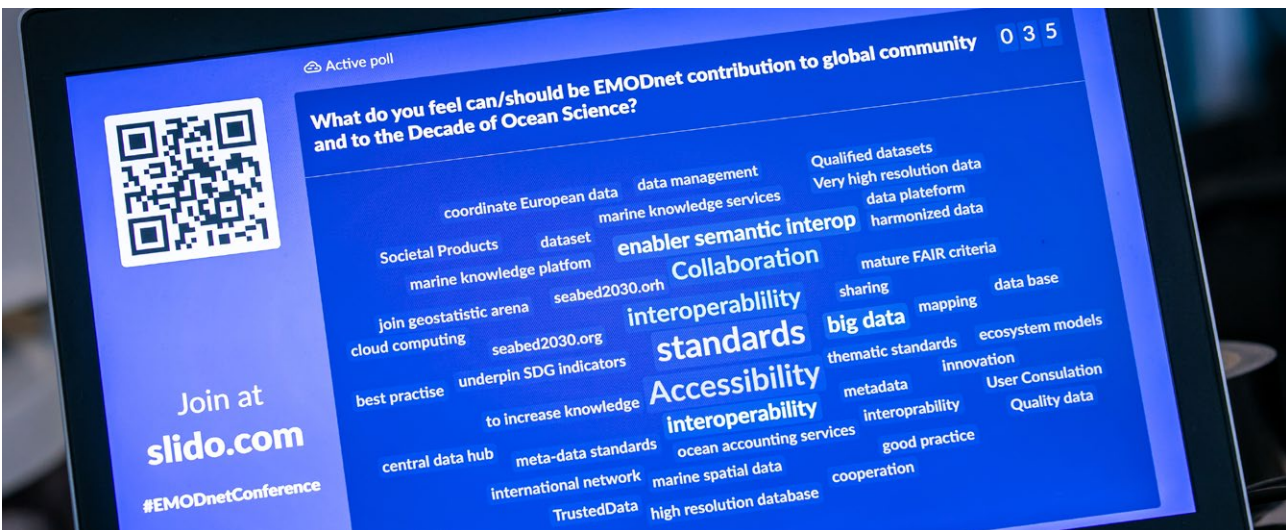 Active poll
035
What do you feel can/should be EMODnet contribution to global community
and to the Decade of Ocean Science?
coordinate European data
data management
Qualified datasets
marine knowledge services
Very high resolution data
Societal Products
dataset
enabler semantic interop
data plateform
marine knowledge platfom
Collaboration
harmonized data
join geostatistic arena
seabed2030.orh
interoperablility
sharing
mature FAIR criteria
cloud computing
seabed2030.org
standards
big data
mapping
data base
best practise
underpin SDG indicators
Accessibility
thematic standards
ecosystem models
to increase knowledge
interoperability
metadata
innovation
central data hub
meta-data standards
ocean accounting services
interoprability
User Consulation
international network
marine spatial data
good practice
Quality data
TrustedData
high resolution database
cooperation
Join at
slido.com
#EMODnetConference